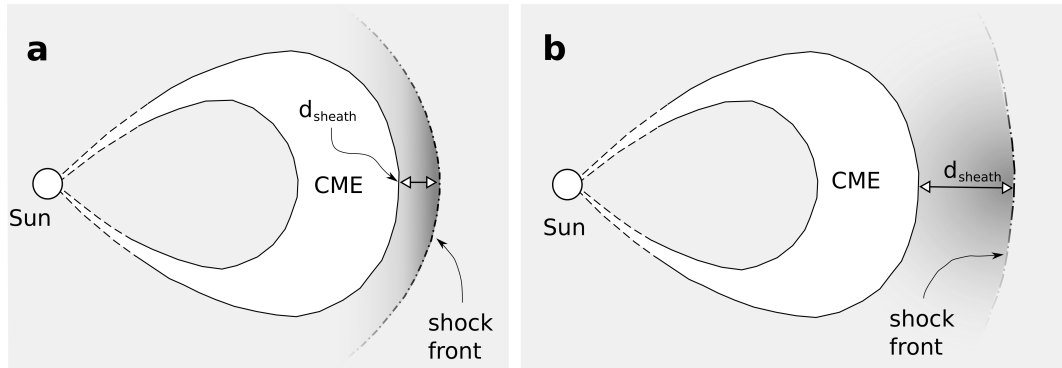 a
d_sheath
CME
Sun
shock
front
b
d_sheath
CME
Sun
shock
front